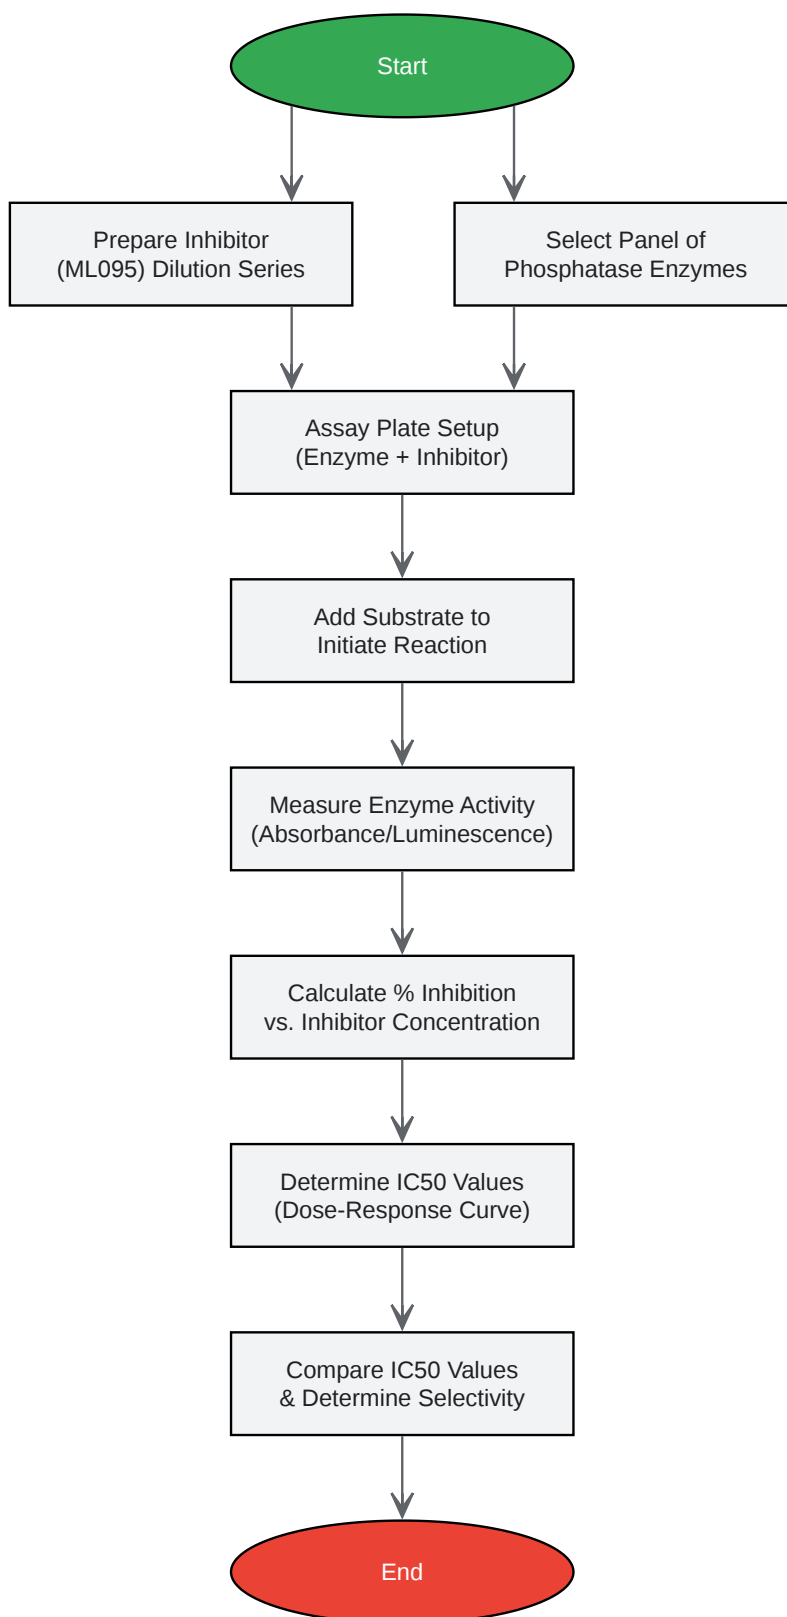 Start
Prepare Inhibitor
(ML095) Dilution Series
Select Panel of
Phosphatase Enzymes
Assay Plate Setup
(Enzyme + Inhibitor)
Add Substrate to
Initiate Reaction
Measure Enzyme Activity
(Absorbance/Luminescence)
Calculate % Inhibition
vs. Inhibitor Concentration
Determine IC50 Values
(Dose-Response Curve)
Compare IC50 Values
& Determine Selectivity
End